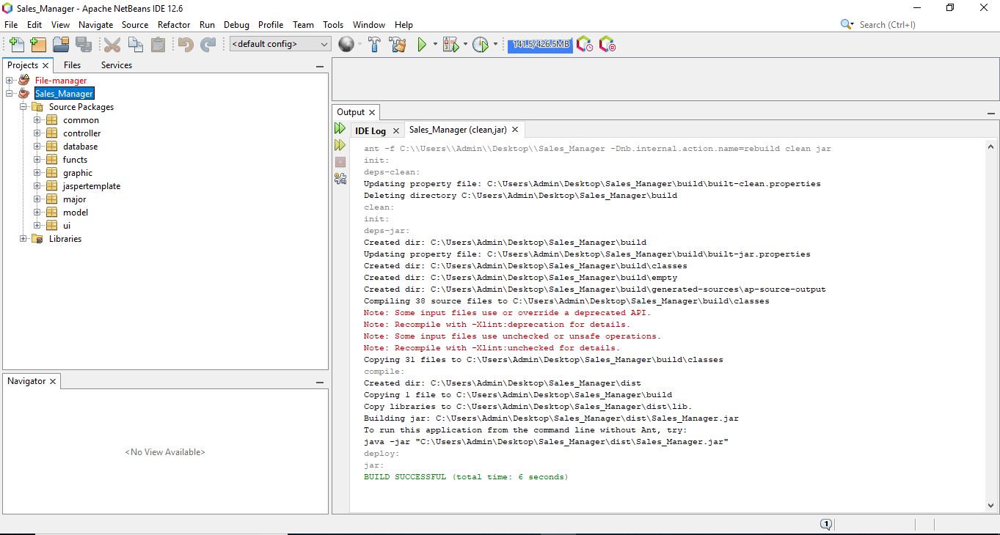 Sales_Manager - Apache NetBeans IDE 12.6
File Edit View Navigate Source Refactor Run Debug Profile Team Tools Window Help
Search (Ctrl+I)
<default config>
141.5/426.5MB
Projects Files Services
File-manager
Sales_Manager
Source Packages
common
controller
database
functs
graphic
jaspertemplate
major
model
ui
Libraries
Navigator
<No View Available>
Output
IDE Log Sales_Manager (clean,jar)
ant -f C:\\Users\\Admin\\Desktop\\Sales_Manager -Dnb.internal.action.name=rebuild clean jar
init:
deps-clean:
Updating property file: C:\Users\Admin\Desktop\Sales_Manager\build\built-clean.properties
Deleting directory C:\Users\Admin\Desktop\Sales_Manager\build
clean:
init:
deps-jar:
Created dir: C:\Users\Admin\Desktop\Sales_Manager\build
Updating property file: C:\Users\Admin\Desktop\Sales_Manager\build\built-jar.properties
Created dir: C:\Users\Admin\Desktop\Sales_Manager\build\classes
Created dir: C:\Users\Admin\Desktop\Sales_Manager\build\empty
Created dir: C:\Users\Admin\Desktop\Sales_Manager\build\generated-sources\ap-source-output
Compiling 38 source files to C:\Users\Admin\Desktop\Sales_Manager\build\classes
Note: Some input files use or override a deprecated API.
Note: Recompile with -Xlint:deprecation for details.
Note: Some input files use unchecked or unsafe operations.
Note: Recompile with -Xlint:unchecked for details.
Copying 31 files to C:\Users\Admin\Desktop\Sales_Manager\build\classes
compile:
Created dir: C:\Users\Admin\Desktop\Sales_Manager\dist
Copying 1 file to C:\Users\Admin\Desktop\Sales_Manager\build
Copy libraries to C:\Users\Admin\Desktop\Sales_Manager\dist\lib.
Building jar: C:\Users\Admin\Desktop\Sales_Manager\dist\Sales_Manager.jar
To run this application from the command line without Ant, try:
java -jar "C:\Users\Admin\Desktop\Sales_Manager\dist\Sales_Manager.jar"
deploy:
jar:
BUILD SUCCESSFUL (total time: 6 seconds)
1